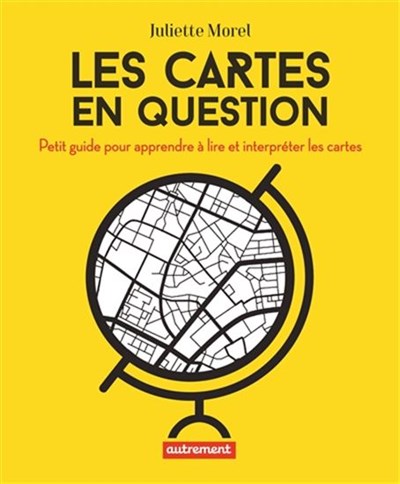 Juliette Morel
LES CARTES
EN QUESTION
Petit guide pour apprendre à lire et interpréter les cartes
autrement